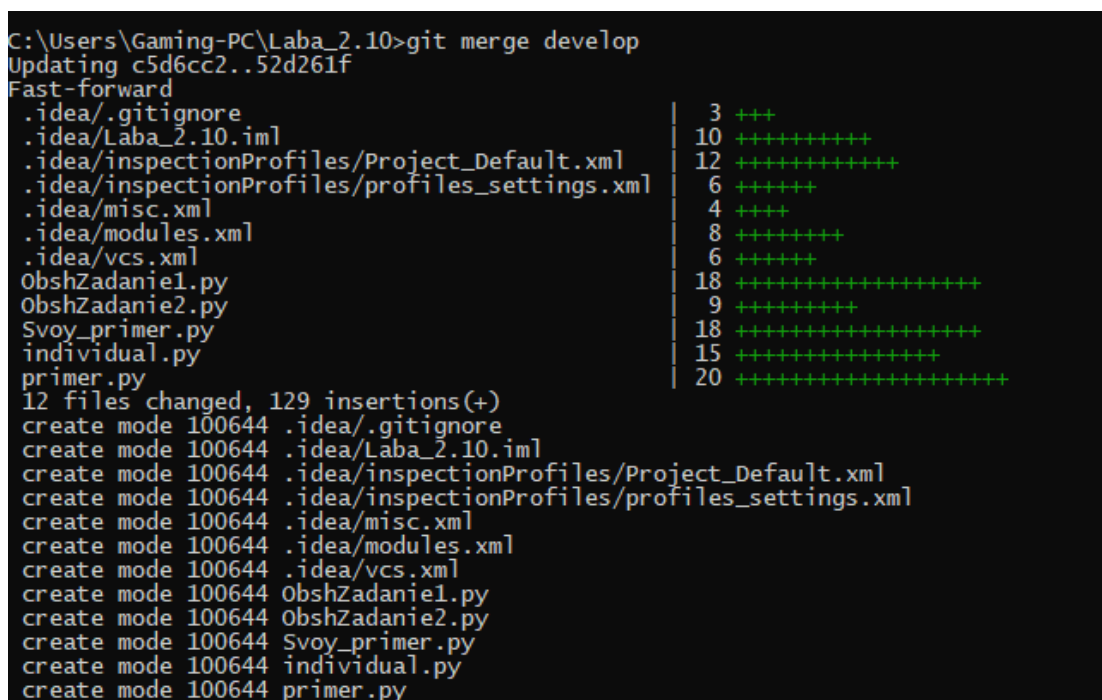 C:\Users\Gaming-PC\Laba_2.10>git merge develop
Updating c5d6cc2..52d261f
Fast-forward
 .idea/.gitignore                               |  3 +++
 .idea/Laba_2.10.iml                            | 10 ++++++++++
 .idea/inspectionProfiles/Project_Default.xml   | 12 ++++++++++++
 .idea/inspectionProfiles/profiles_settings.xml |  6 ++++++
 .idea/misc.xml                                 |  4 ++++
 .idea/modules.xml                              |  8 ++++++++
 .idea/vcs.xml                                  |  6 ++++++
 ObshZadanie1.py                                | 18 ++++++++++++++++++
 ObshZadanie2.py                                |  9 +++++++++
 Svoy_primer.py                                 | 18 ++++++++++++++++++
 individual.py                                  | 15 +++++++++++++++
 primer.py                                      | 20 ++++++++++++++++++++
 12 files changed, 129 insertions(+)
 create mode 100644 .idea/.gitignore
 create mode 100644 .idea/Laba_2.10.iml
 create mode 100644 .idea/inspectionProfiles/Project_Default.xml
 create mode 100644 .idea/inspectionProfiles/profiles_settings.xml
 create mode 100644 .idea/misc.xml
 create mode 100644 .idea/modules.xml
 create mode 100644 .idea/vcs.xml
 create mode 100644 ObshZadanie1.py
 create mode 100644 ObshZadanie2.py
 create mode 100644 Svoy_primer.py
 create mode 100644 individual.py
 create mode 100644 primer.py